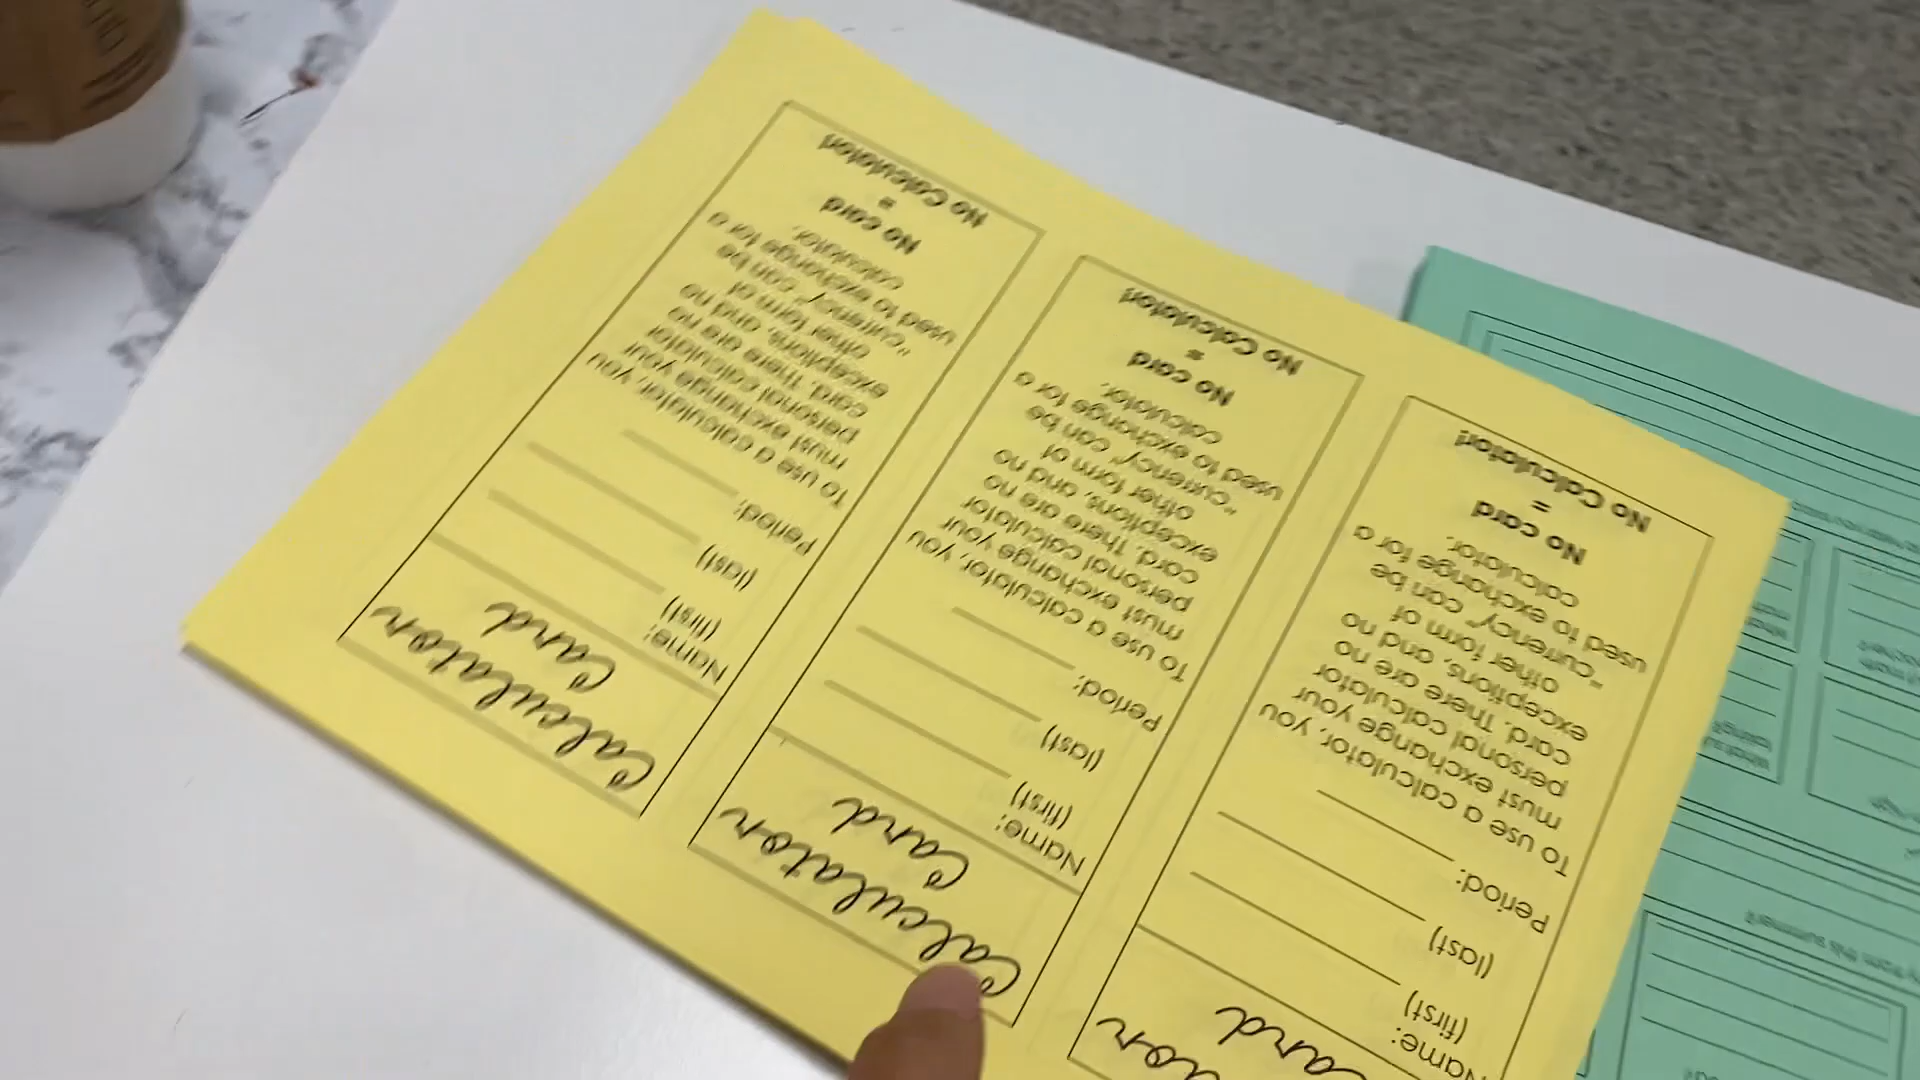 ator
ard
Name:
(first)
(last)
Period:
To use a calculator, you
must exchange your
personal calculator
card. There are no
exceptions, and no
other form of
"currency" can be
used to exchange for a
calculator.
No card
=
No Calculator!
Calculator
Card
Name:
(first)
(last)
Period:
To use a calculator, you
must exchange your
personal calculator
card. There are no
exceptions, and no
other form of
"currency" can be
used to exchange for a
calculator.
No card
=
No Calculator!
Calculator
Card
Name:
(first)
(last)
Period:
To use a calculator, you
must exchange your
personal calculator
card. There are no
exceptions, and no
other form of
"currency" can be
used to exchange for a
calculator.
No card
=
No Calculator!
from this summer?